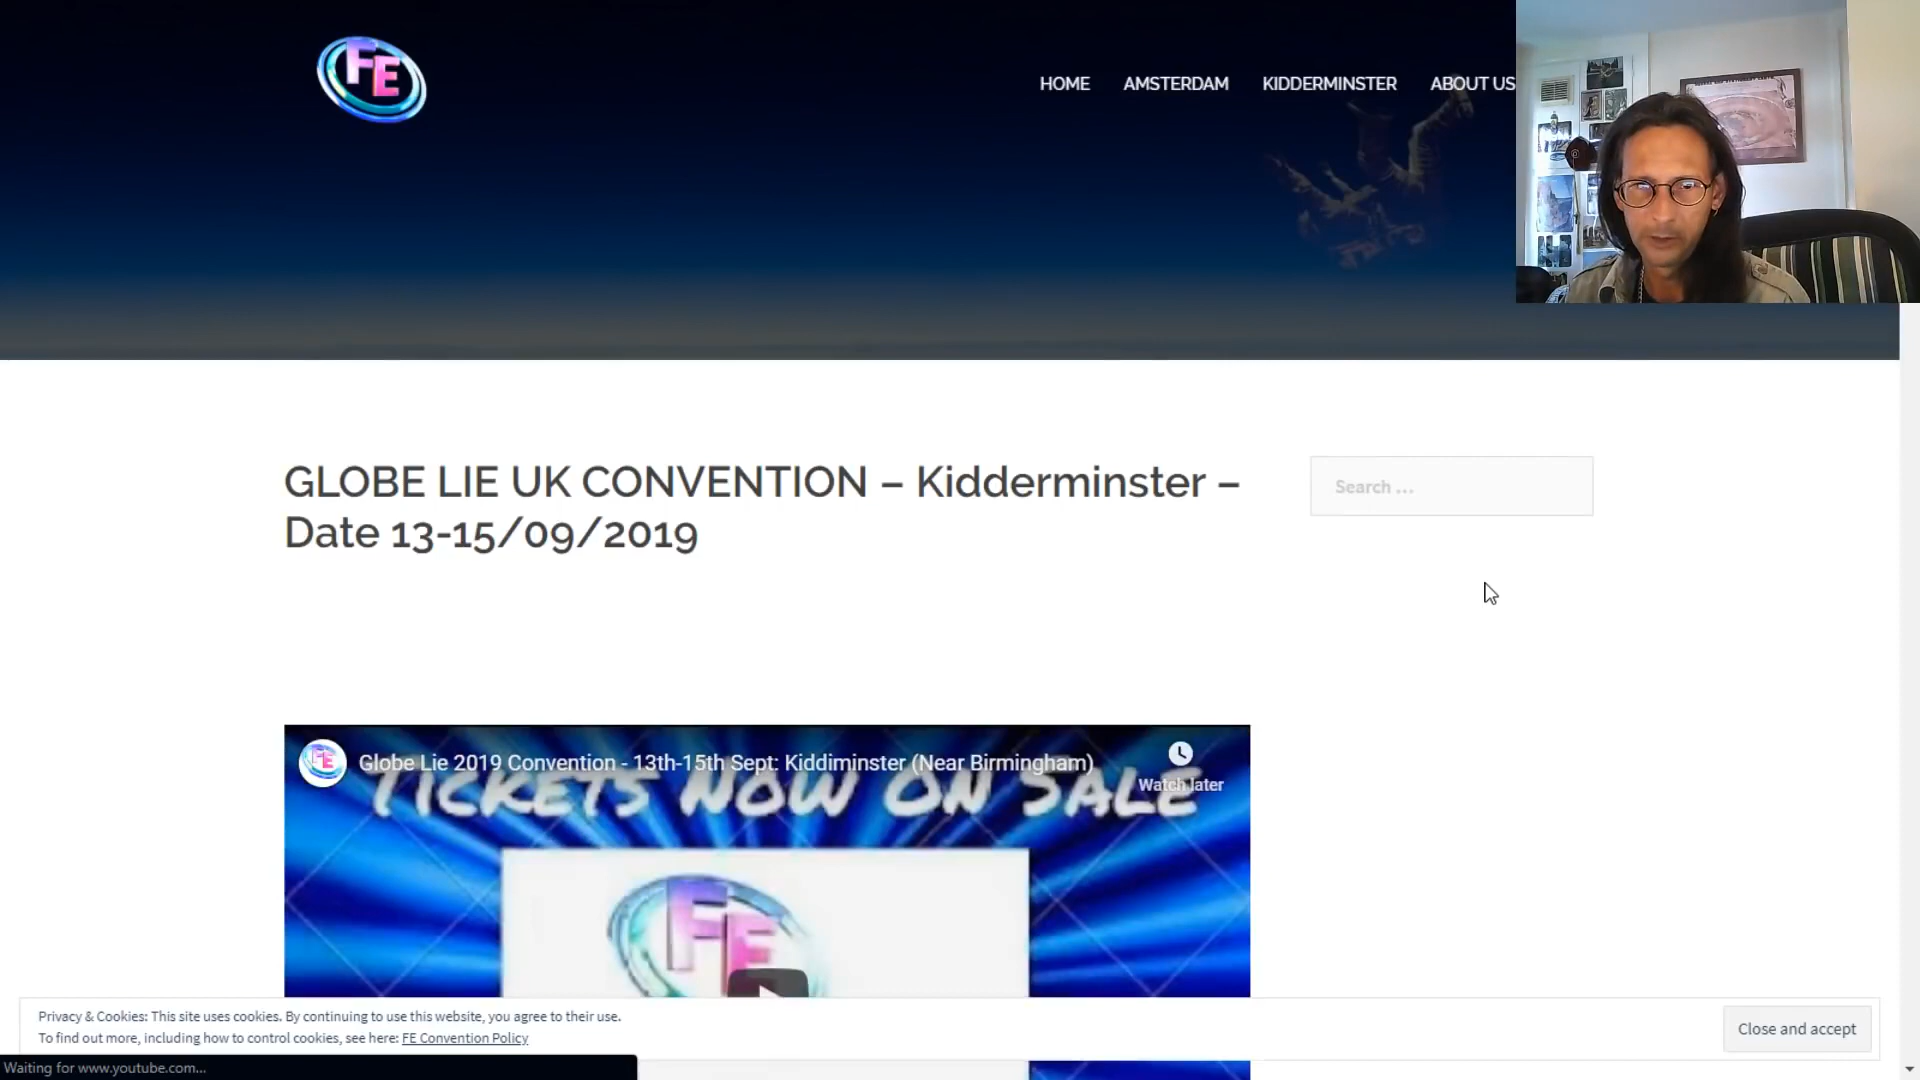 FE
HOME AMSTERDAM KIDDERMINSTER ABOUT US
GLOBE LIE UK CONVENTION – Kidderminster –
Date 13-15/09/2019
Search …
Globe Lie 2019 Convention - 13th-15th Sept: Kiddiminster (Near Birmingham)
Watch later
TICKETS NOW ON SALE
FE
Privacy & Cookies: This site uses cookies. By continuing to use this website, you agree to their use.
To find out more, including how to control cookies, see here: FE Convention Policy
Close and accept
Waiting for www.youtube.com...